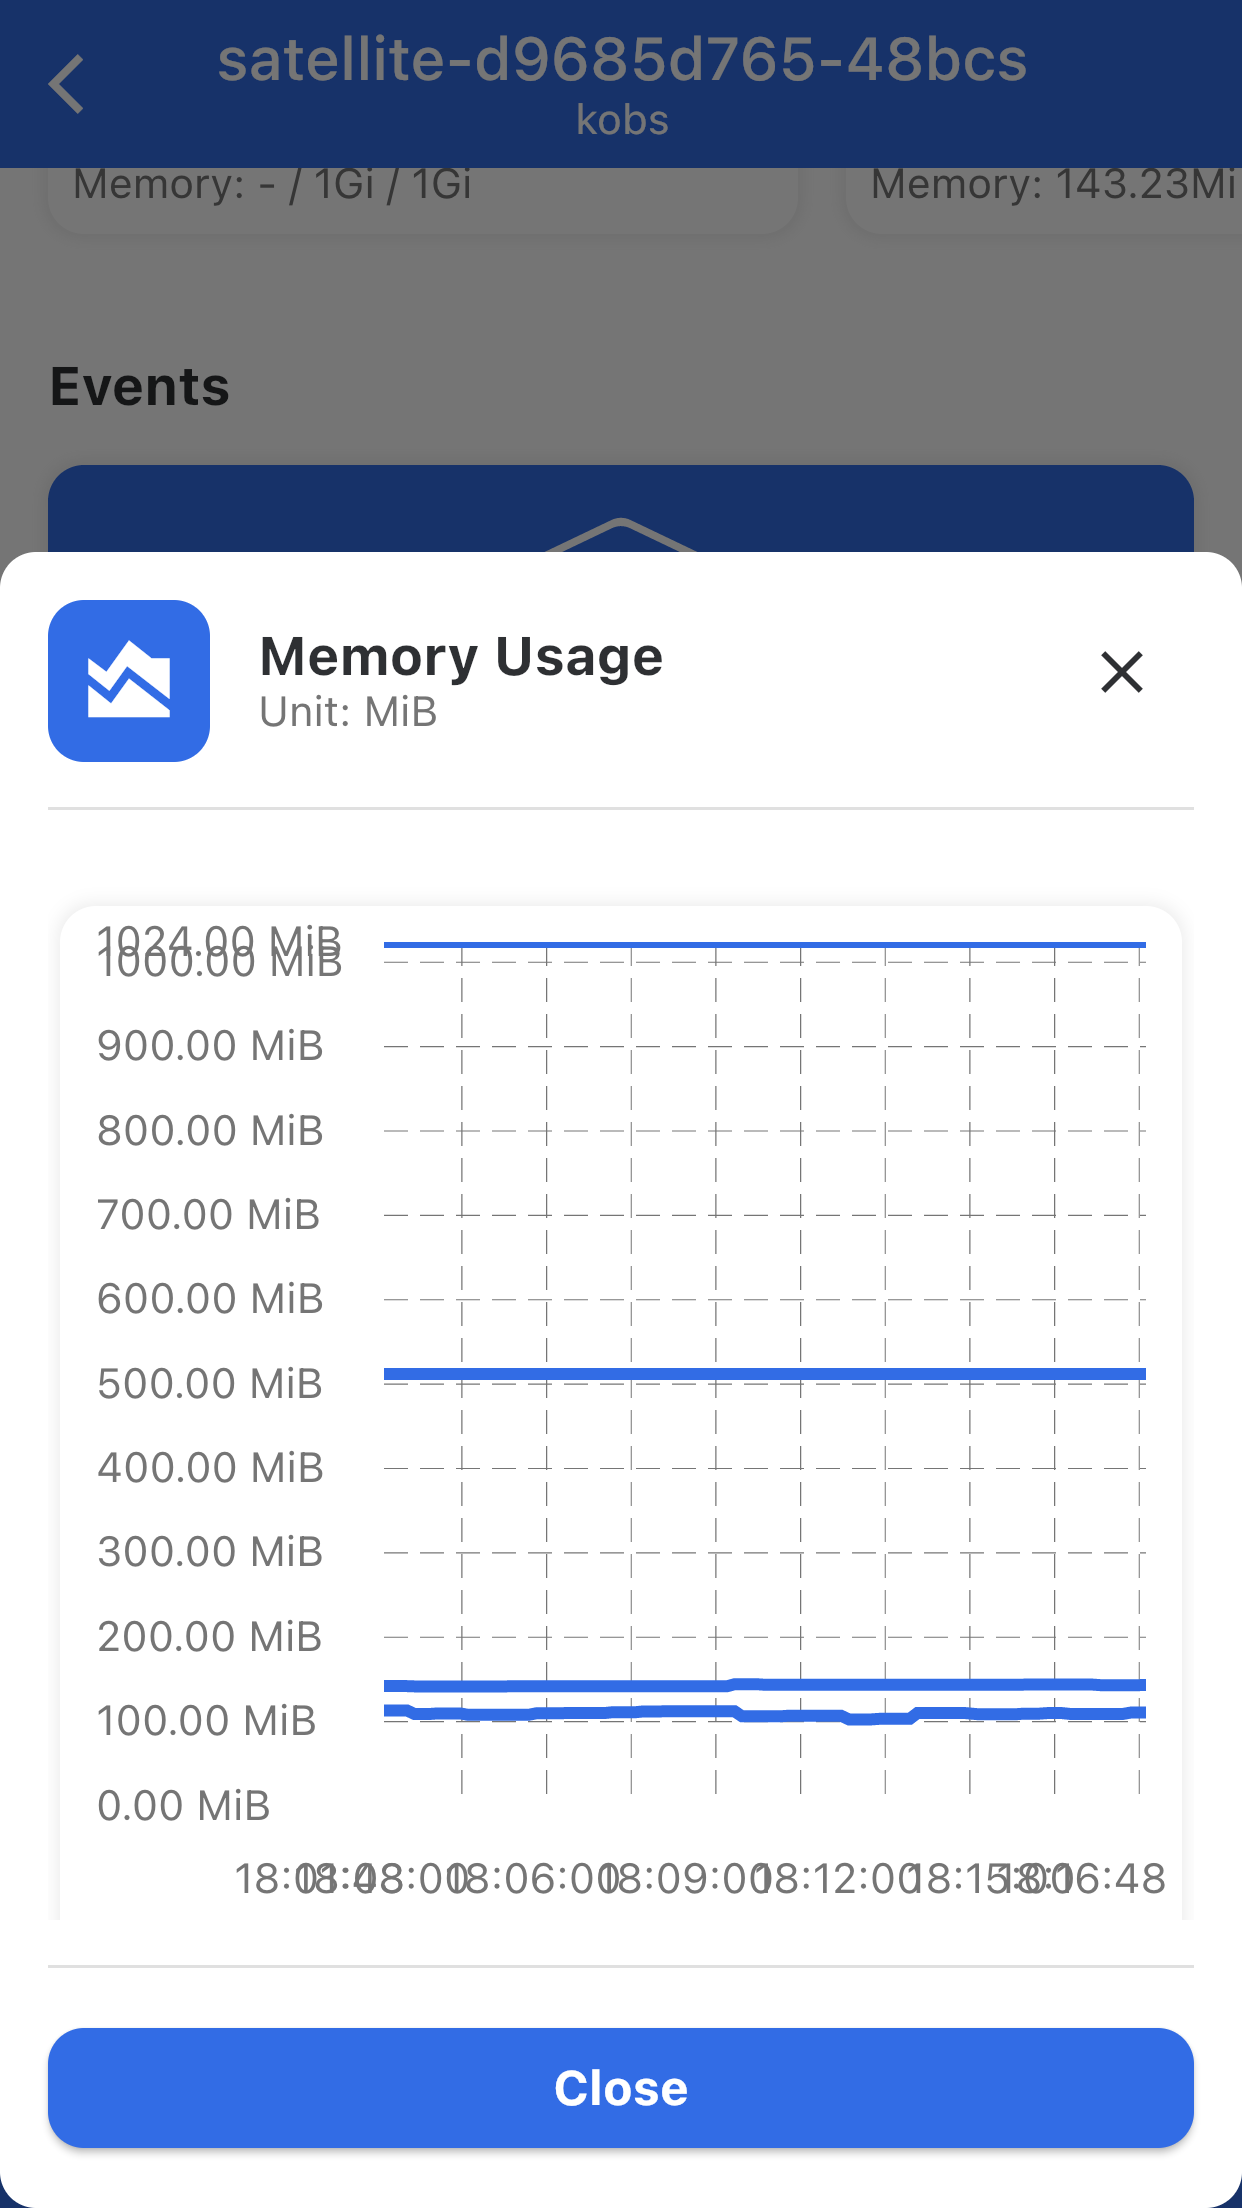 satellite-d9685d765-48bcs
kobs
Memory: - / 1Gi / 1Gi
Memory: 143.23Mi
Events
Memory Usage
Unit: MiB
1024.00 MiB
1000.00 MiB
900.00 MiB
800.00 MiB
700.00 MiB
600.00 MiB
500.00 MiB
400.00 MiB
300.00 MiB
200.00 MiB
100.00 MiB
0.00 MiB
18:01:48 18:03:00 18:06:00 18:09:00 18:12:00 18:15:00 18:16:48
Close